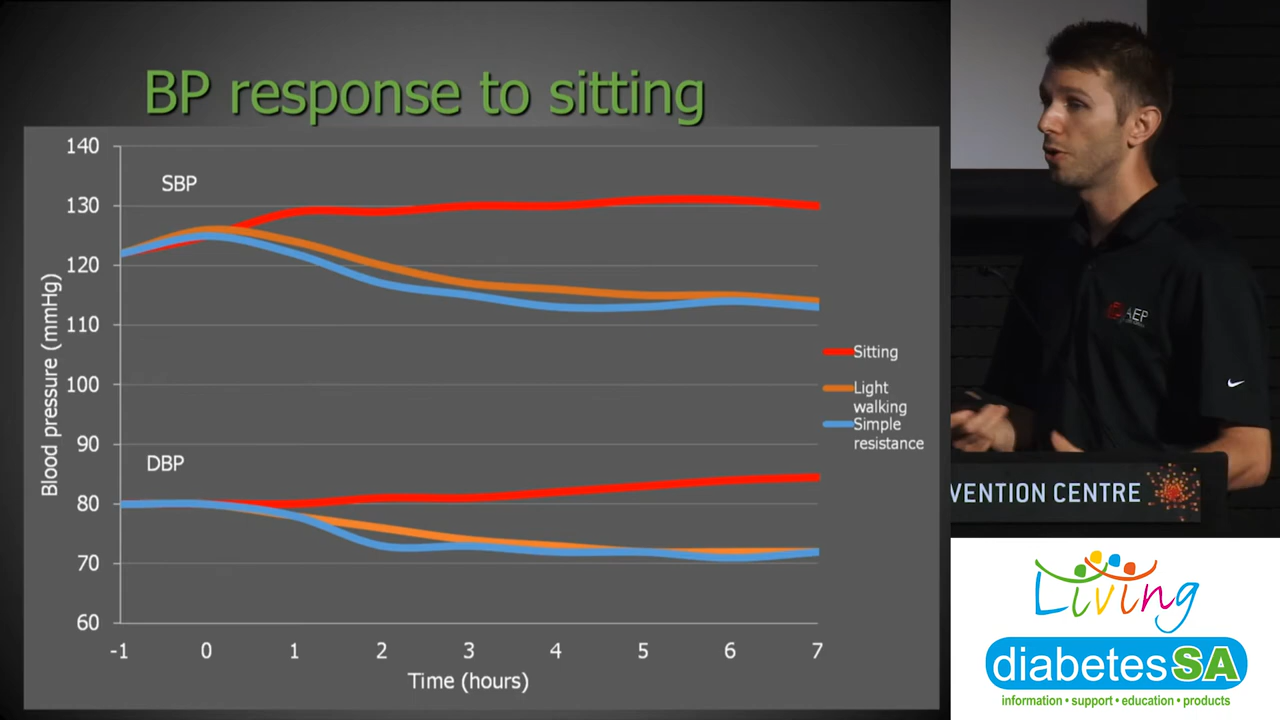 BP response to sitting
140
130
120
110
100
90
80
70
60
SBP
DBP
Blood pressure (mmHg)
-1 0 1 2 3 4 5 6 7
Time (hours)
Sitting
Light
walking
Simple
resistance
AEP
VENTION CENTRE
Living
diabetesSA
information • support • education • products